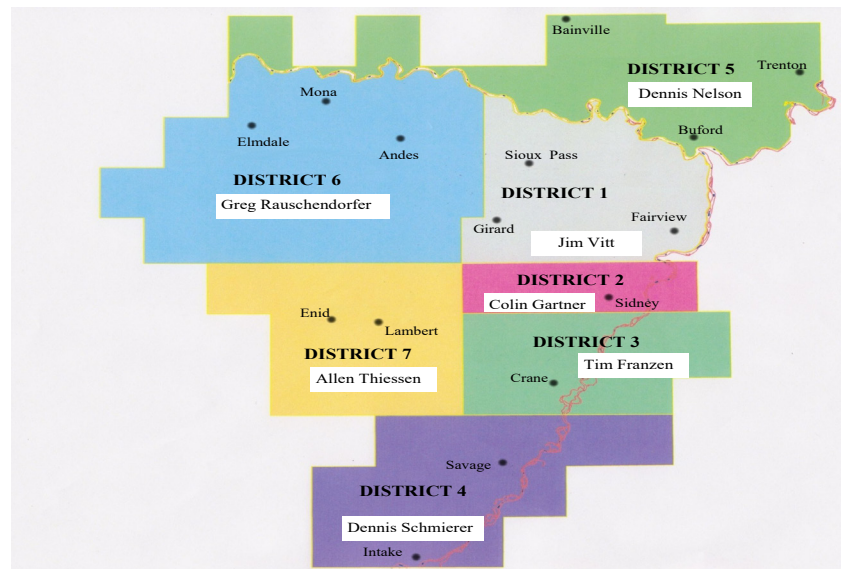 Bainville
DISTRICT 5
Trenton
Dennis Nelson
Mona
Buford
Elmdale
Andes
Sioux Pass
DISTRICT 6
DISTRICT 1
Greg Rauschendorfer
Girard
Fairview
Jim Vitt
DISTRICT 2
Colin Gartner
Sidney
Enid
Lambert
DISTRICT 3
DISTRICT 7
Tim Franzen
Allen Thiessen
Crane
Savage
DISTRICT 4
Dennis Schmierer
Intake